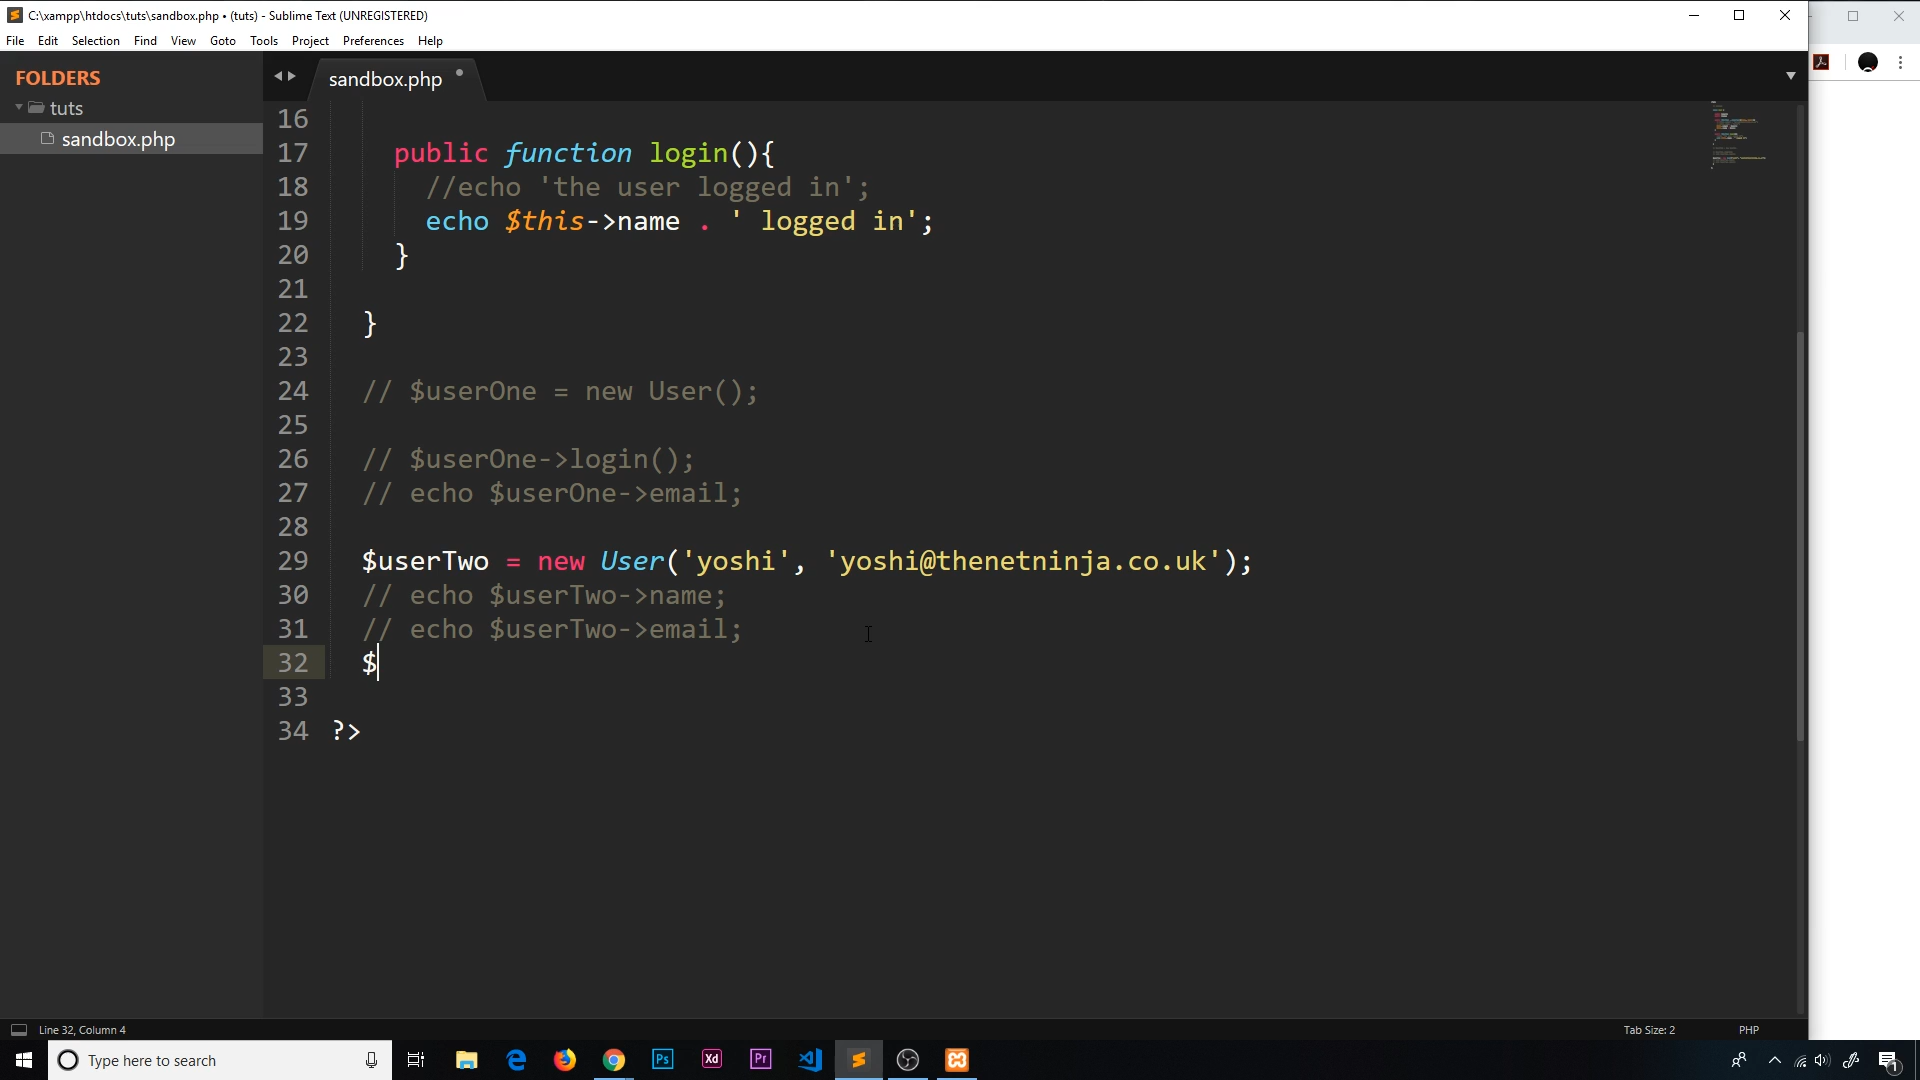 C:\xampp\htdocs\tuts\sandbox.php • (tuts) - Sublime Text (UNREGISTERED)
File Edit Selection Find View Goto Tools Project Preferences Help
FOLDERS
tuts
sandbox.php
sandbox.php
16
17 public function login(){
18 //echo 'the user logged in';
19 echo $this->name . ' logged in';
20 }
21
22 }
23
24 // $userOne = new User();
25
26 // $userOne->login();
27 // echo $userOne->email;
28
29 $userTwo = new User('yoshi', 'yoshi@thenetninja.co.uk');
30 // echo $userTwo->name;
31 // echo $userTwo->email;
32 $
33
34 ?>
Line 32, Column 4
Tab Size: 2
PHP
Type here to search
Ps
Xd
Pr
1